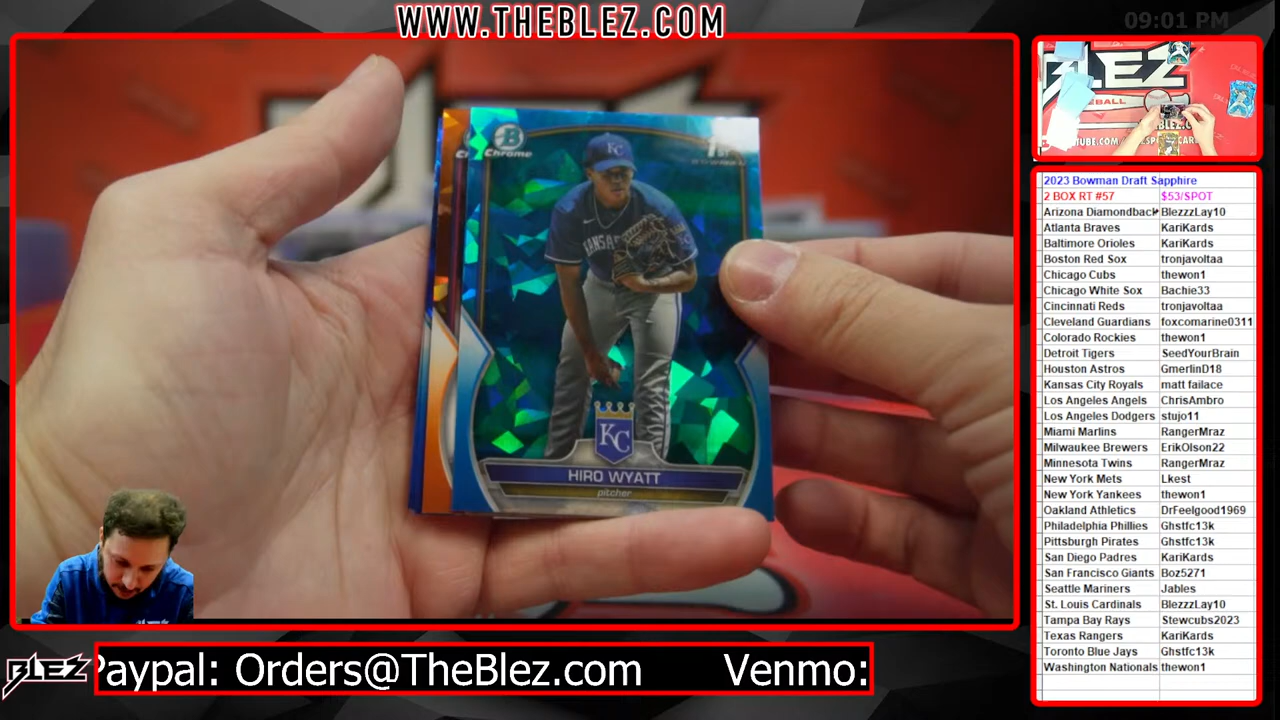 WWW.THEBLEZ.COM
09:01 PM
BLEZ
2023 Bowman Draft Sapphire
2 BOX RT #57 $53/SPOT
Arizona Diamondback BlezzzLay10
Atlanta Braves KariKards
Baltimore Orioles KariKards
Boston Red Sox tronjavoltaa
Chicago Cubs thewon1
Chicago White Sox Bachie33
Cincinnati Reds tronjavoltaa
Cleveland Guardians foxcomarine0311
Colorado Rockies thewon1
Detroit Tigers SeedYourBrain
Houston Astros GmerlinD18
Kansas City Royals matt failace
Los Angeles Angels ChrisAmbro
Los Angeles Dodgers stujo11
Miami Marlins RangerMraz
Milwaukee Brewers ErikOlson22
Minnesota Twins RangerMraz
New York Mets Lkest
New York Yankees thewon1
Oakland Athletics DrFeelgood1969
Philadelphia Phillies Ghstfc13k
Pittsburgh Pirates Ghstfc13k
San Diego Padres KariKards
San Francisco Giants Boz5271
Seattle Mariners Jables
St. Louis Cardinals BlezzzLay10
Tampa Bay Rays Stewcubs2023
Texas Rangers KariKards
Toronto Blue Jays Ghstfc13k
Washington Nationals thewon1
B
Chrome
KC
KANSAS
KC
HIRO WYATT
pitcher
BLEZ
Paypal: Orders@TheBlez.com Venmo: